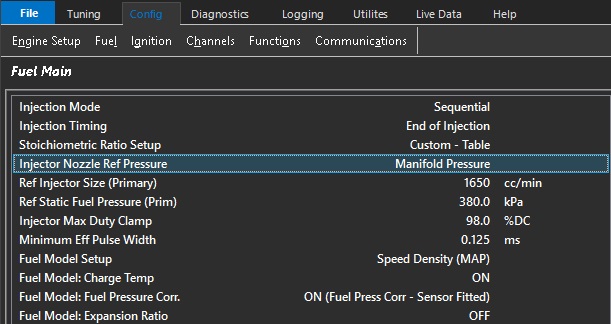 File Tuning Config Diagnostics Logging Utilites Live Data Help
Engine Setup Fuel Ignition Channels Functions Communications
Fuel Main
Injection Mode Sequential
Injection Timing End of Injection
Stoichiometric Ratio Setup Custom - Table
Injector Nozzle Ref Pressure Manifold Pressure
Ref Injector Size (Primary) 1650 cc/min
Ref Static Fuel Pressure (Prim) 380.0 kPa
Injector Max Duty Clamp 98.0 %DC
Minimum Eff Pulse Width 0.125 ms
Fuel Model Setup Speed Density (MAP)
Fuel Model: Charge Temp ON
Fuel Model: Fuel Pressure Corr. ON (Fuel Press Corr - Sensor Fitted)
Fuel Model: Expansion Ratio OFF